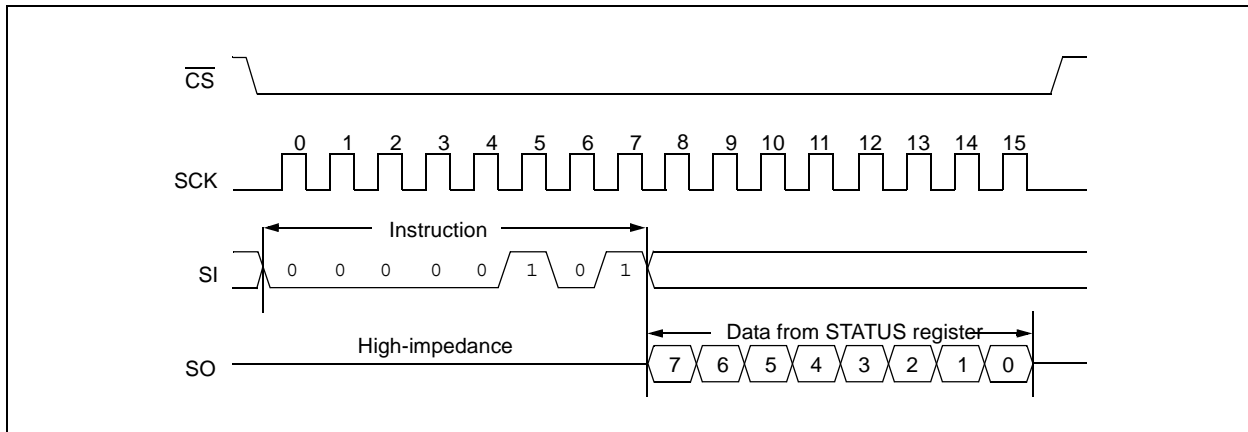 CS
0 1 2 3 4 5 6 7 8 9 10 11 12 13 14 15
SCK
Instruction
SI 0 0 0 0 0 1 0 1
High-impedance
Data from STATUS register
SO 7 6 5 4 3 2 1 0